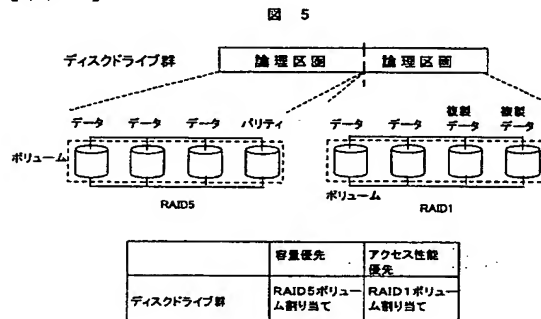 図 5
ディスクドライブ群
論理区画 論理区画
データ データ データ パリティ
データ データ 複製データ 複製データ
ボリューム
RAID5
ボリューム
RAID1
容量優先 アクセス性能優先
ディスクドライブ群 RAID5ボリューム割り当て RAID1ボリューム割り当て